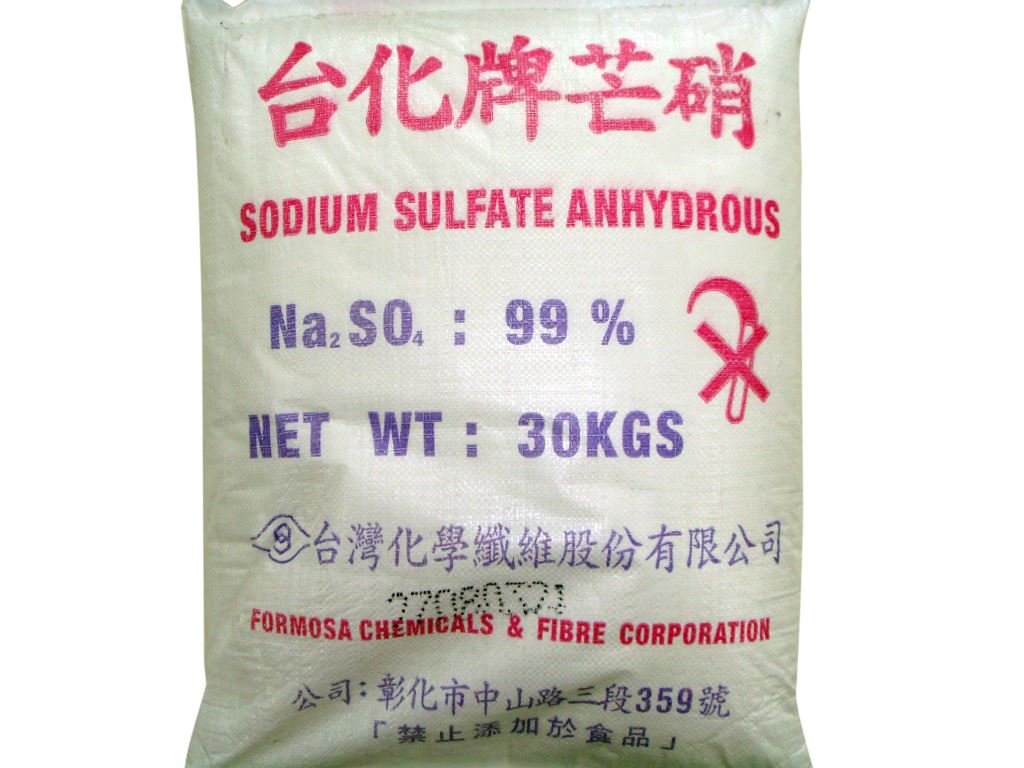 台化牌芒硝
SODIUM SULFATE ANHYDROUS
Na₂SO₄ : 99 %
NET WT : 30KGS
台灣化學纖維股份有限公司
FORMOSA CHEMICALS & FIBRE CORPORATION
公司：彰化市中山路三段359號
「禁止添加於食品」